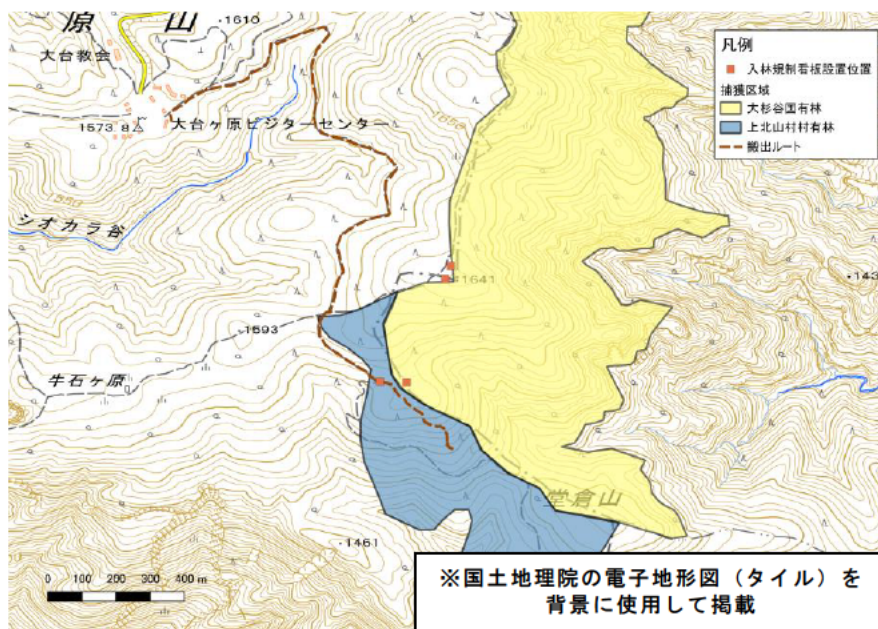 原 山
1610
大台教会
1573.8
大台ヶ原ビジターセンター
1650
シオカラ谷
550
1641
1593
牛石ヶ原
堂倉山
1461
143
凡例
入林規制看板設置位置
捕獲区域
大杉谷国有林
上北山村村有林
搬出ルート
0 100 200 300 400 m
※国土地理院の電子地形図（タイル）を
背景に使用して掲載